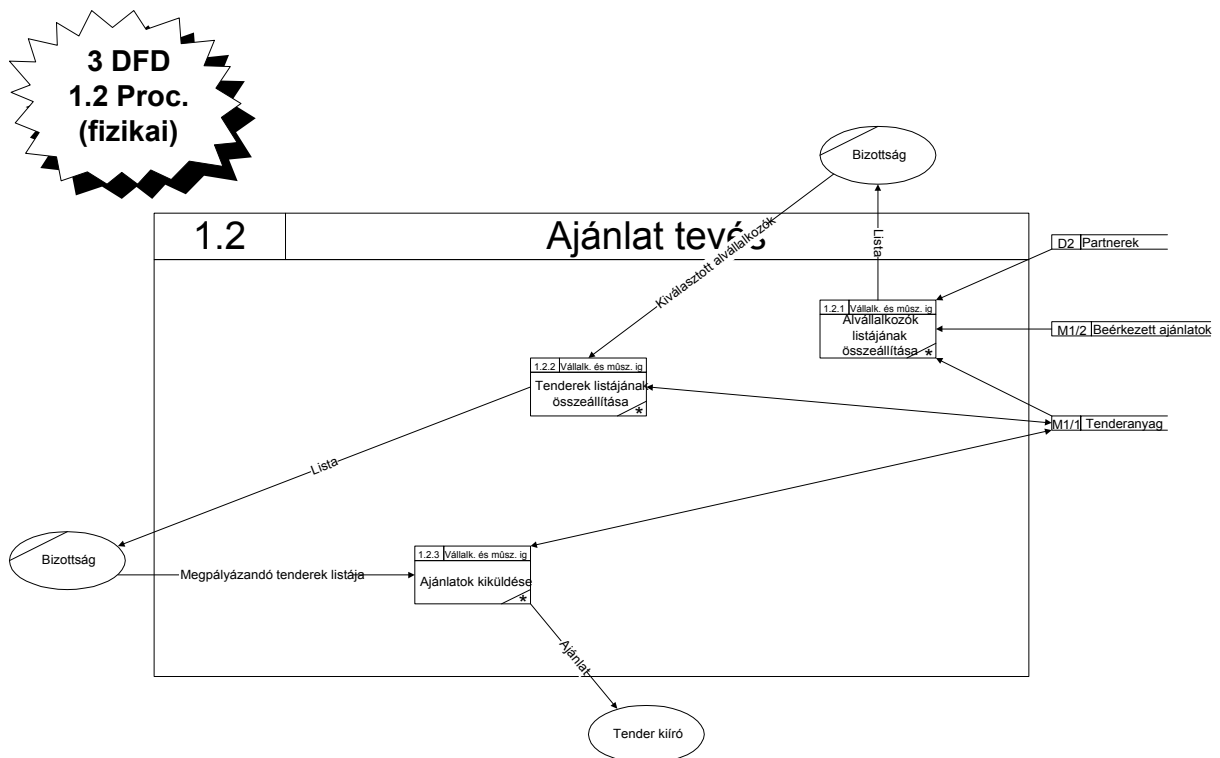 3 DFD
1.2 Proc.
(fizikai)
Bizottság
1.2
Ajánlat tevés
Kiválasztott alvállalkozók
Lista
D2
Partnerek
1.2.1
Vállalk. és mûsz. ig
Alvállalkozók
listájának
összeállítása
*
M1/2
Beérkezett ajánlatok
1.2.2
Vállalk. és mûsz. ig
Tenderek listájának
összeállítása
*
M1/1
Tenderanyag
Lista
Bizottság
Megpályázandó tenderek listája
1.2.3
Vállalk. és mûsz. ig
Ajánlatok kiküldése
*
Ajánlat
Tender kiíró